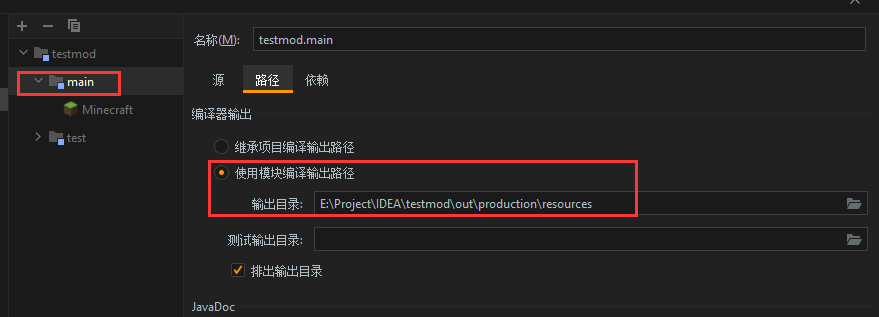 testmod
main
Minecraft
test
名称(M): testmod.main
源 路径 依赖
编译器输出
继承项目编译输出路径
使用模块编译输出路径
输出目录: E:\Project\IDEA\testmod\out\production\resources
测试输出目录:
排出输出目录
JavaDoc